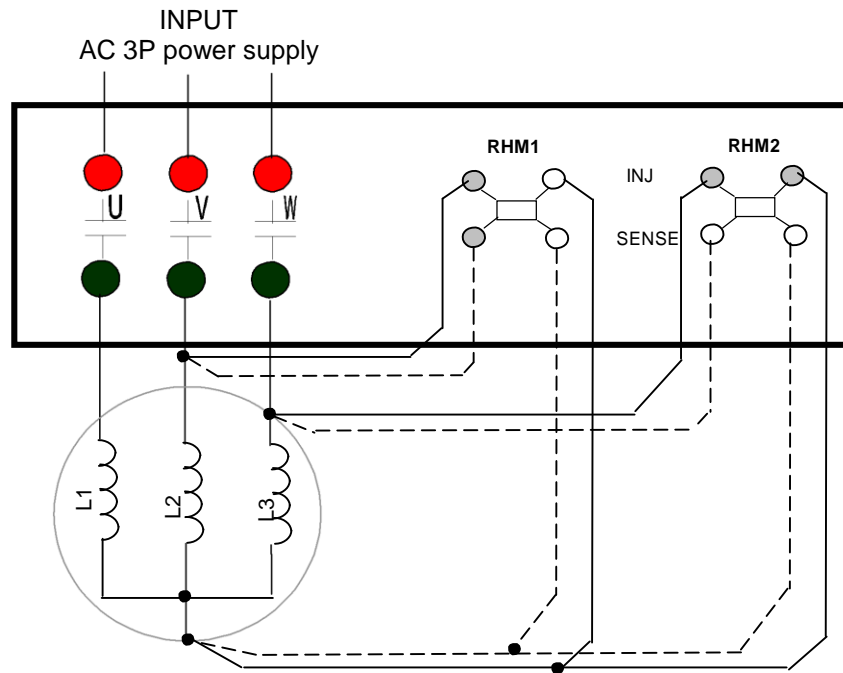 INPUT
AC 3P power supply
RHM1
RHM2
INJ
U
V
W
SENSE
L1
L2
L3